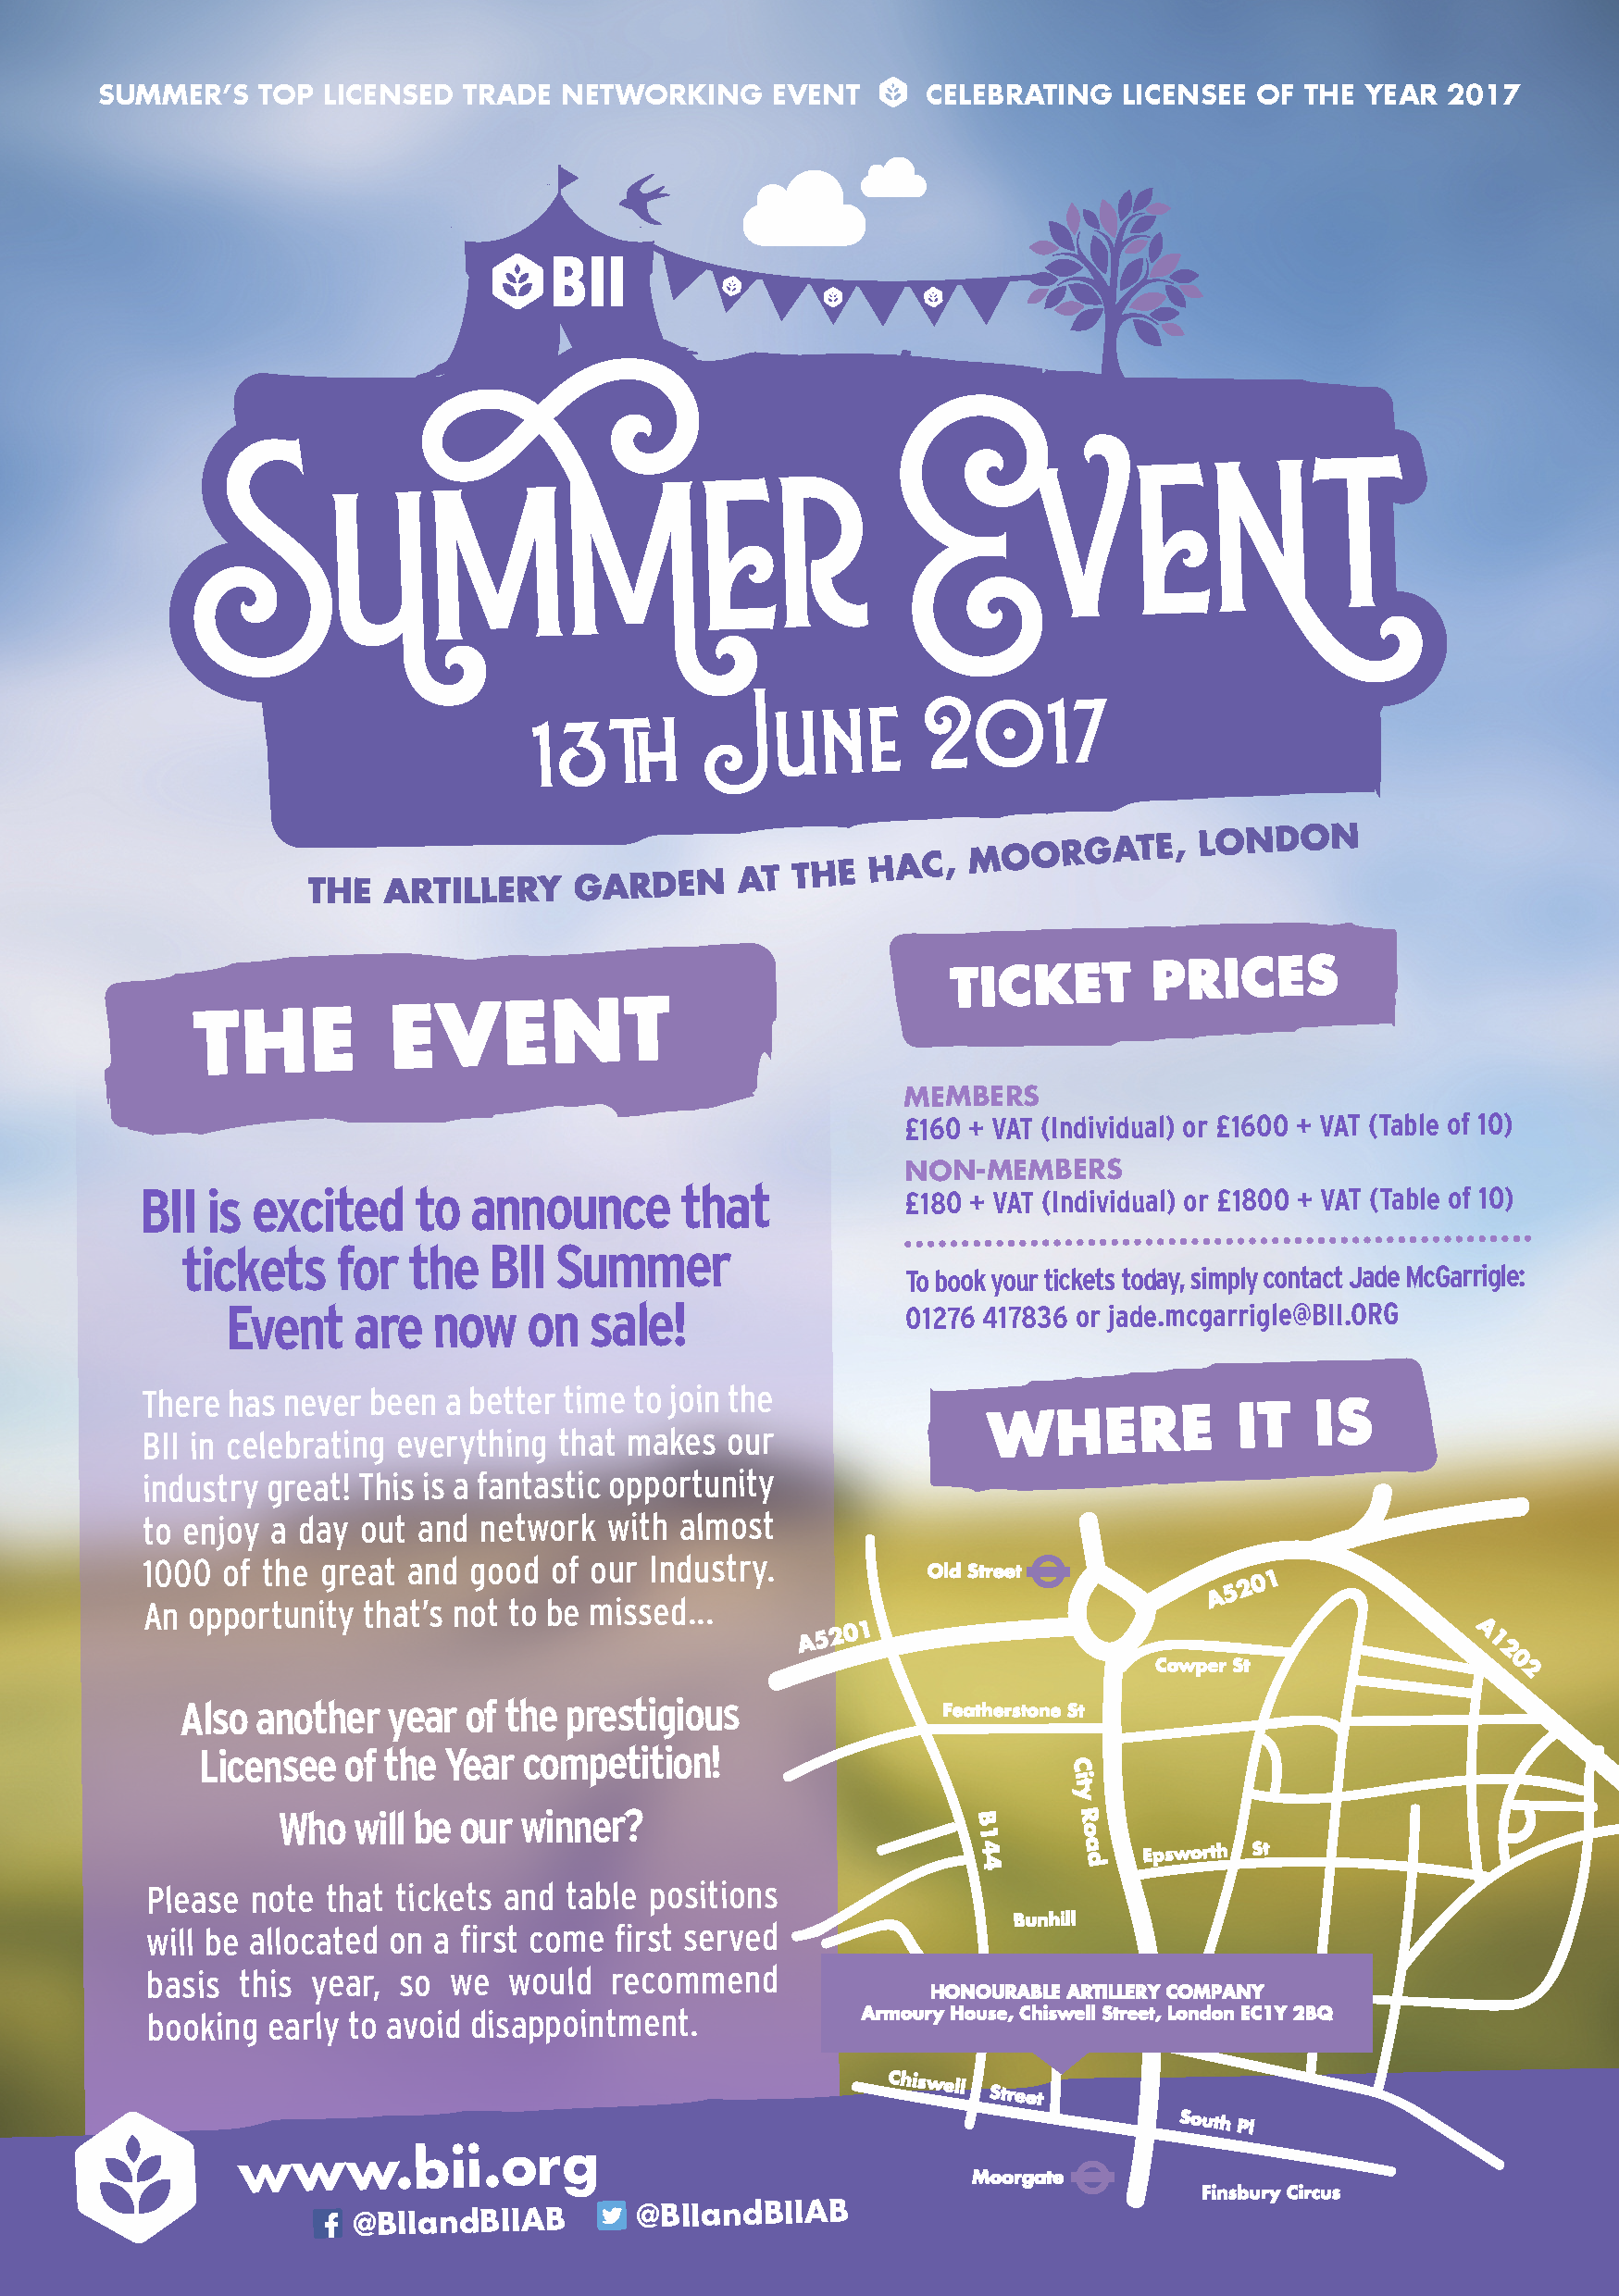 SUMMER'S TOP LICENSED TRADE NETWORKING EVENT CELEBRATING LICENSEE OF THE YEAR 2017
BII
SUMMER EVENT
13TH JUNE 2017
THE ARTILLERY GARDEN AT THE HAC, MOORGATE, LONDON
THE EVENT
BII is excited to announce that
tickets for the BII Summer
Event are now on sale!
There has never been a better time to join the
BII in celebrating everything that makes our
industry great! This is a fantastic opportunity
to enjoy a day out and network with almost
1000 of the great and good of our Industry.
An opportunity that's not to be missed...
Also another year of the prestigious
Licensee of the Year competition!
Who will be our winner?
Please note that tickets and table positions
will be allocated on a first come first served
basis this year, so we would recommend
booking early to avoid disappointment.
TICKET PRICES
MEMBERS
£160 + VAT (Individual) or £1600 + VAT (Table of 10)
NON-MEMBERS
£180 + VAT (Individual) or £1800 + VAT (Table of 10)
To book your tickets today, simply contact Jade McGarrigle:
01276 417836 or jade.mcgarrigle@BII.ORG
WHERE IT IS
Old Street
A5201
A5201
A1202
Cowper St
Featherstone St
City Road
B144
Epsworth St
Bunhill
HONOURABLE ARTILLERY COMPANY
Armoury House, Chiswell Street, London EC1Y 2BQ
Chiswell Street
South Pl
Moorgate
Finsbury Circus
www.bii.org
@BIIandBIIAB @BIIandBIIAB